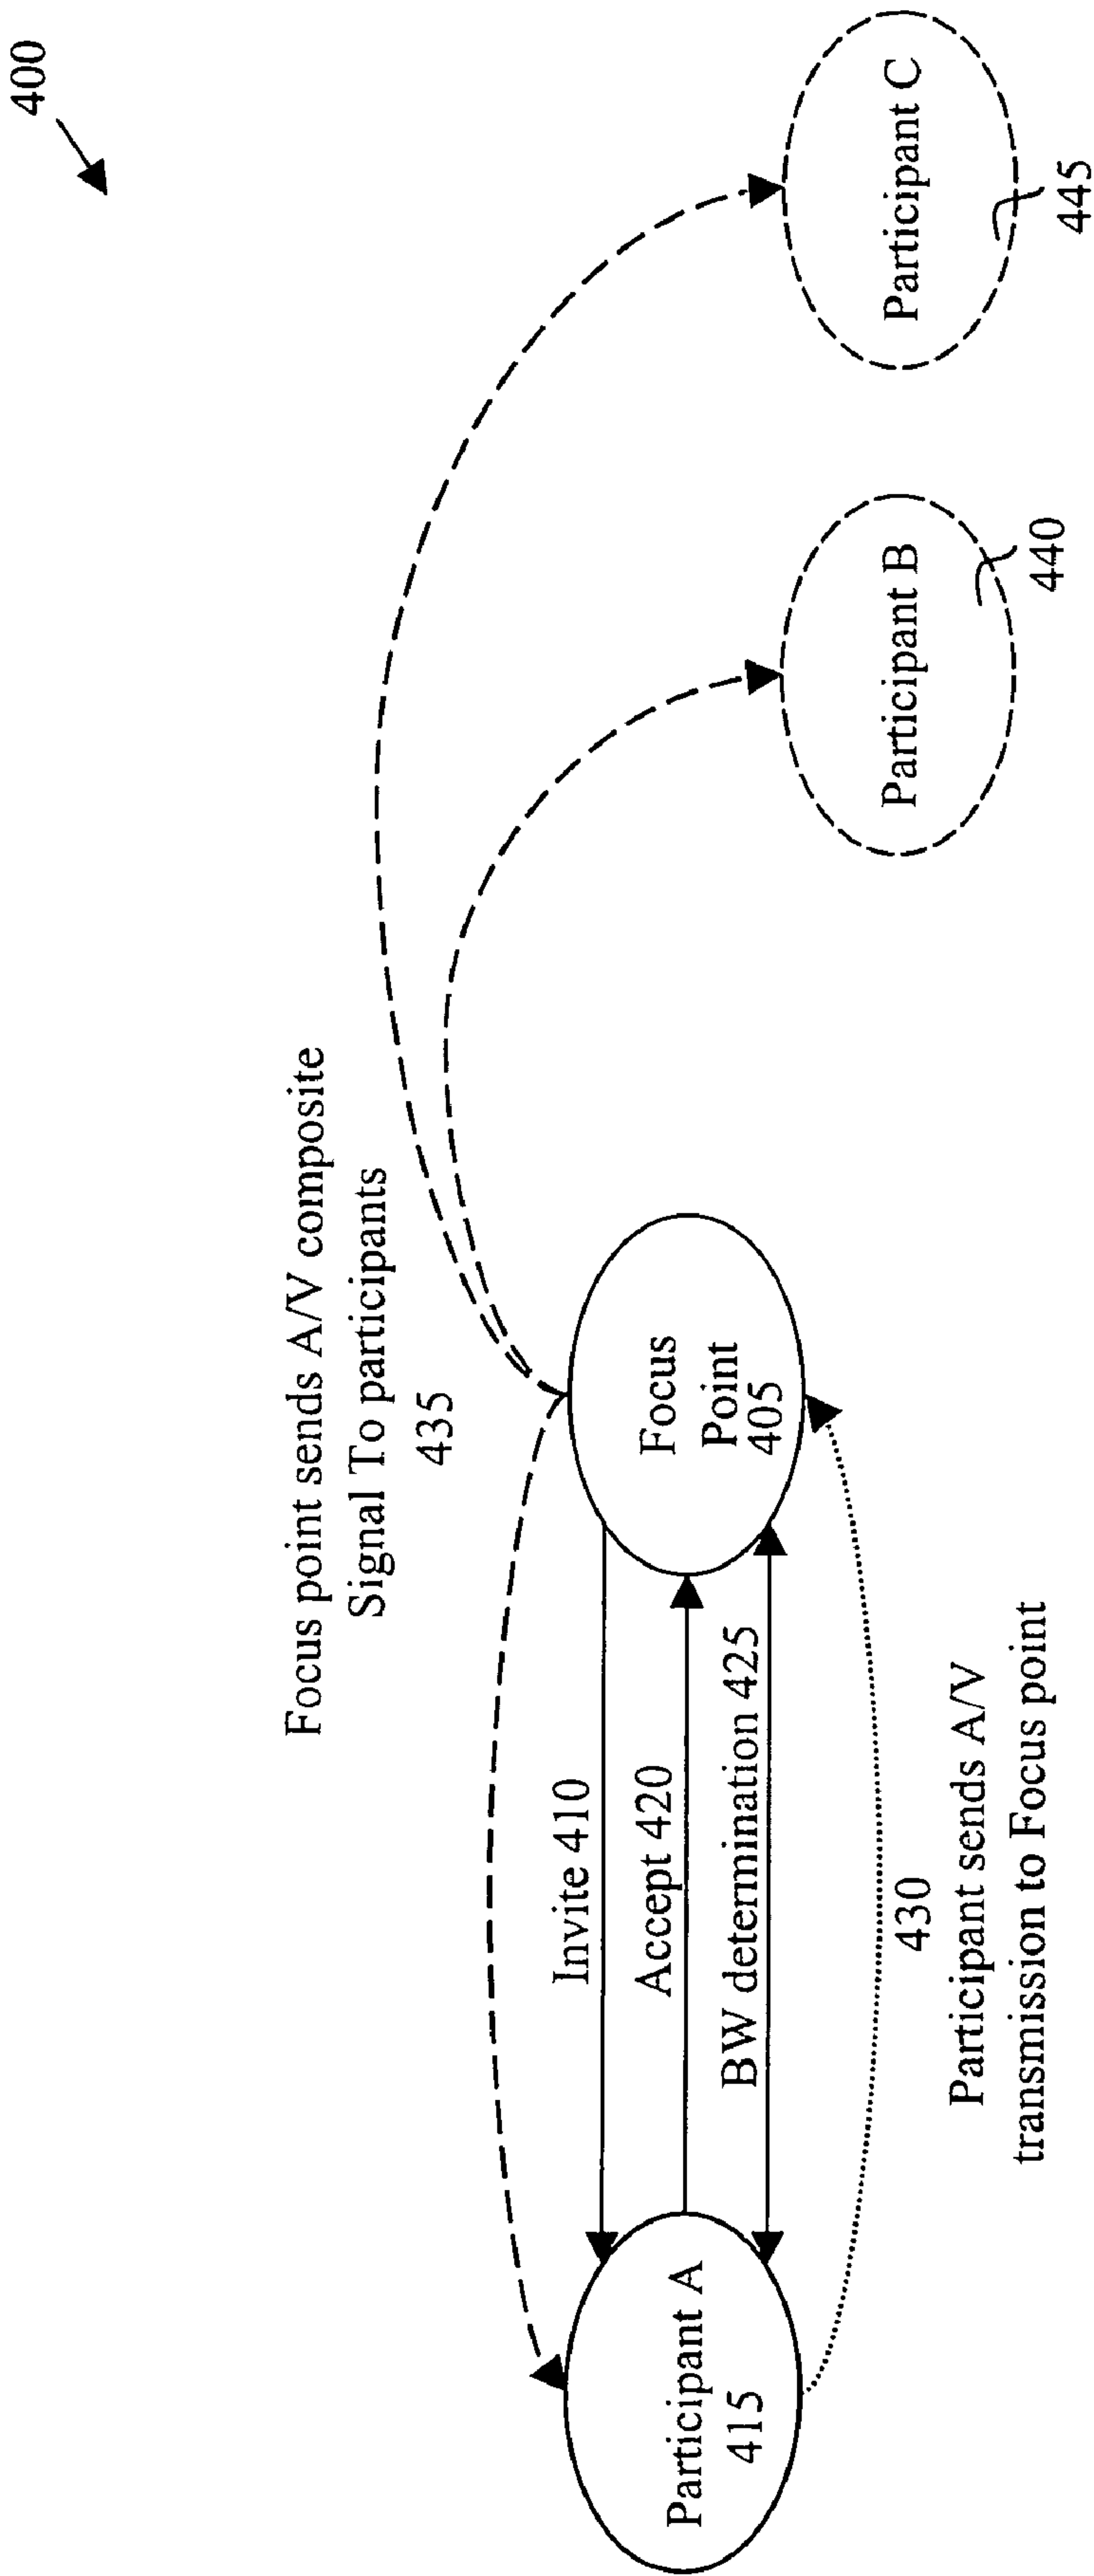 400
Focus point sends A/V composite
Signal To participants
435
Invite 410
Accept 420
BW determination 425
Participant A
415
Focus
Point
405
430
Participant sends A/V
transmission to Focus point
Participant B
440
Participant C
445